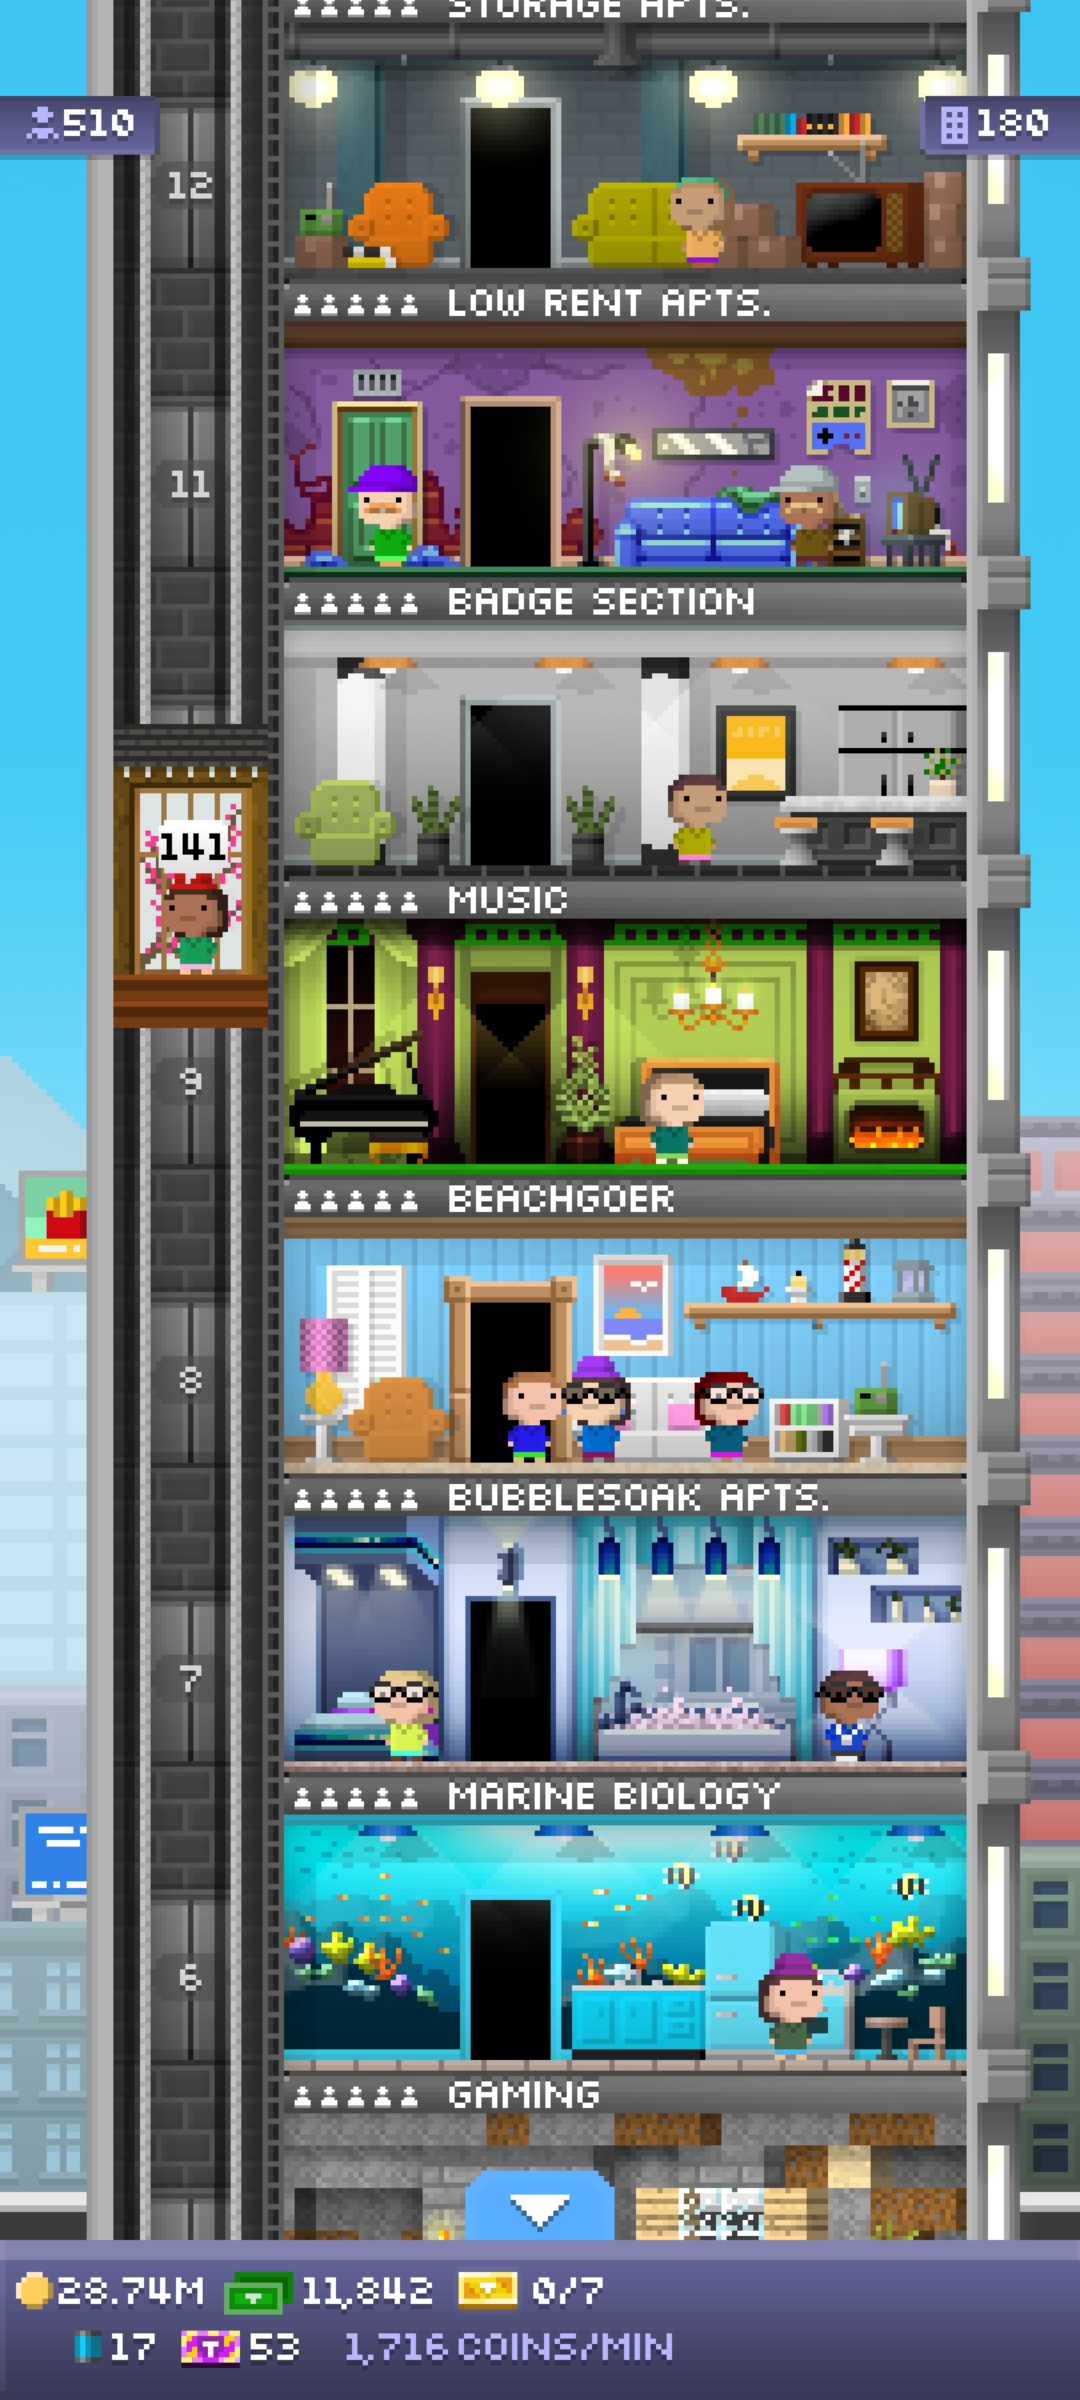 STORAGE APTS.
510
180
12
LOW RENT APTS.
11
BADGE SECTION
141
MUSIC
9
BEACHGOER
8
BUBBLESOAK APTS.
7
MARINE BIOLOGY
6
GAMING
28.74M 11,842 0/7
17 53 1,716 COINS/MIN